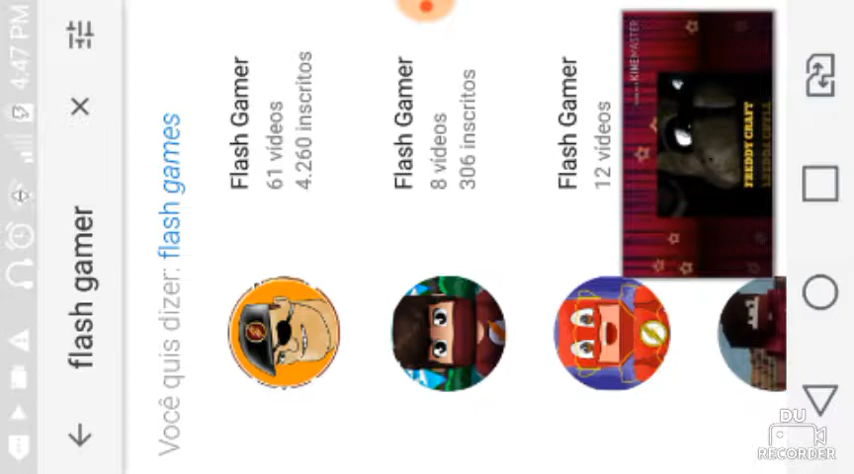 4:47 PM
flash gamer
Você quis dizer: flash games
Flash Gamer
61 vídeos
4.260 inscritos
Flash Gamer
8 vídeos
306 inscritos
Flash Gamer
12 vídeos
KINEMASTER
FREDDY CRAFT
DU
RECORDER